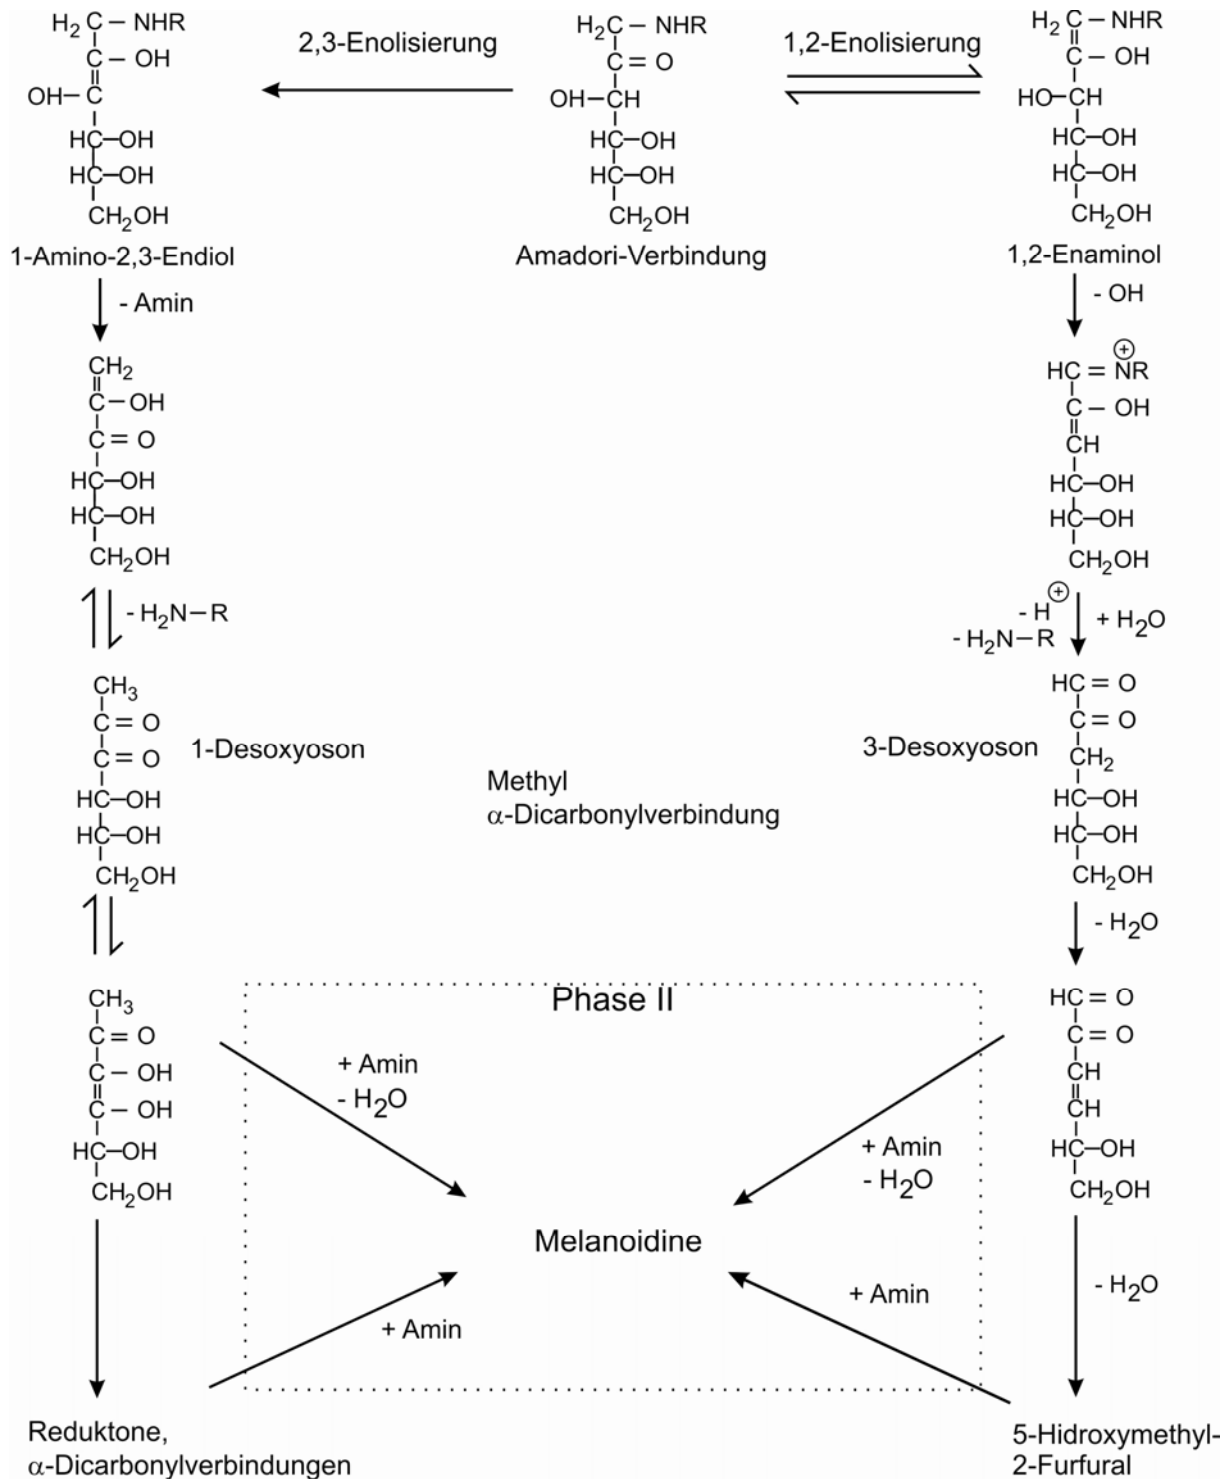 H2C – NHR
C – OH
OH–C
HC–OH
HC–OH
CH2OH
1-Amino-2,3-Endiol
2,3-Enolisierung
H2C – NHR
C = O
OH–CH
HC–OH
HC–OH
CH2OH
Amadori-Verbindung
1,2-Enolisierung
H2C – NHR
C – OH
HO–CH
HC–OH
HC–OH
CH2OH
1,2-Enaminol
- Amin
- OH
CH2
C – OH
C = O
HC–OH
HC–OH
CH2OH
HC = NR
+
C – OH
CH
HC–OH
HC–OH
CH2OH
- H2N–R
- H+
- H2N–R
+ H2O
CH3
C = O
C = O
HC–OH
HC–OH
CH2OH
1-Desoxyoson
Methyl
α-Dicarbonylverbindung
3-Desoxyoson
HC = O
C = O
CH2
HC–OH
HC–OH
CH2OH
- H2O
CH3
C = O
C – OH
C – OH
HC–OH
CH2OH
Phase II
+ Amin
- H2O
+ Amin
- H2O
Melanoidine
+ Amin
+ Amin
HC = O
C = O
CH
CH
HC–OH
CH2OH
- H2O
Reduktone,
α-Dicarbonylverbindungen
5-Hidroxymethyl-
2-Furfural